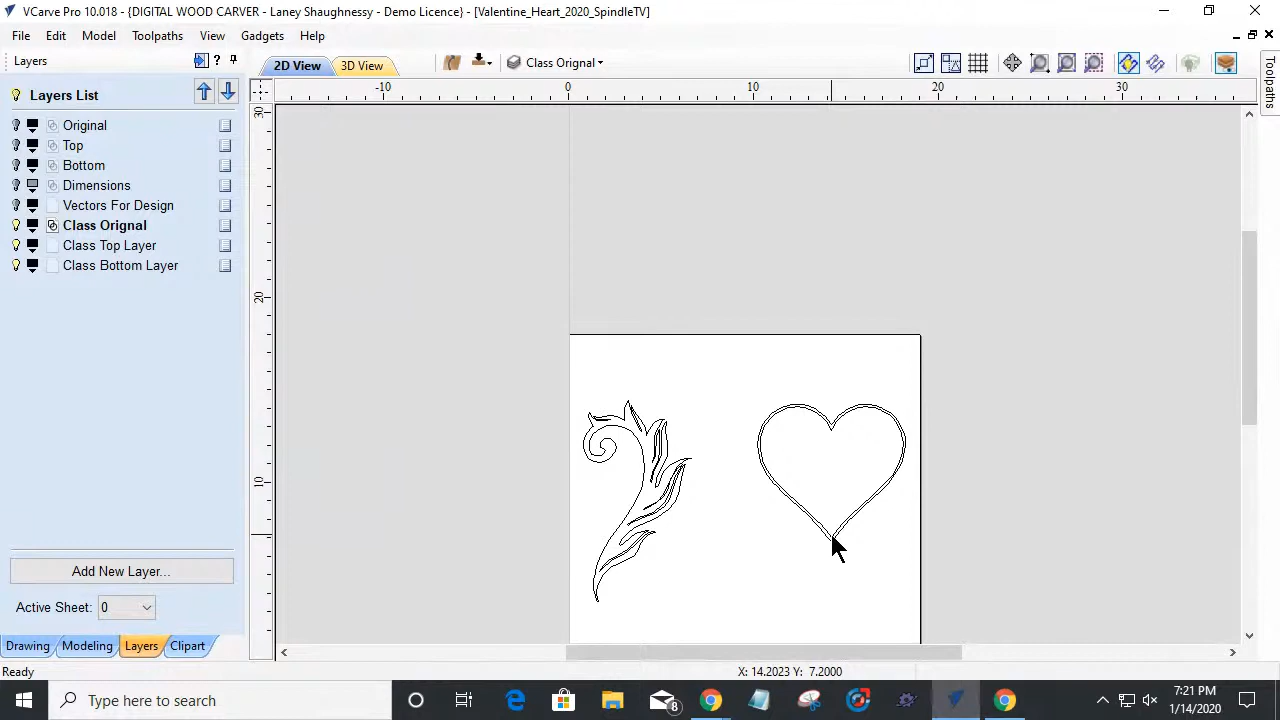 VCarve Pro 10.018 - {DIGITAL WOOD CARVER - Laney Shaughnessy - Demo Licence} - [Valentine_Heart_2020_SpindleTV]
File Edit Model Toolpaths View Gadgets Help
Layers ?
2D View 3D View Class Orignal
Layers List
-10 0 10 20 30
30
20
10
Original
Top
Bottom
Dimensions
Vectors For Design
Class Orignal
Class Top Layer
Class Bottom Layer
Toolpaths
Add New Layer...
Active Sheet: 0
Drawing Modeling Layers Clipart
Ready X: 14.2023 Y: 7.2000
Type here to search
8
7:21 PM
1/14/2020